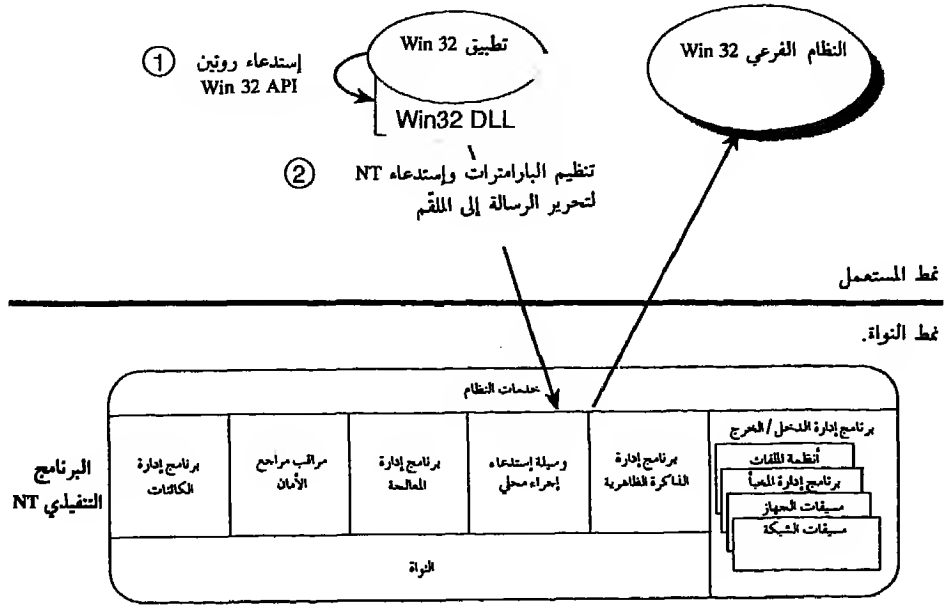 تطبيق Win 32
النظام الفرعي Win 32
① إستدعاء روتين
Win 32 API
Win32 DLL
② تنظيم البارامترات وإستدعاء NT
لتحرير الرسالة إلى الملقّم
نمط المستعمل
نمط النواة.
خدمات النظام
البرنامج
التنفيذي NT
برنامج إدارة
الكائنات
مراقب مراجع
الأمان
برنامج إدارة
المعالجة
وسيلة إستدعاء
إجراء محلي
برنامج إدارة
الذاكرة الظاهرية
برنامج إدارة الدخل/الخرج
أنظمة الملفات
برنامج إدارة المخبأ
مسيقات الجهاز
مسيقات الشبكة
النواة